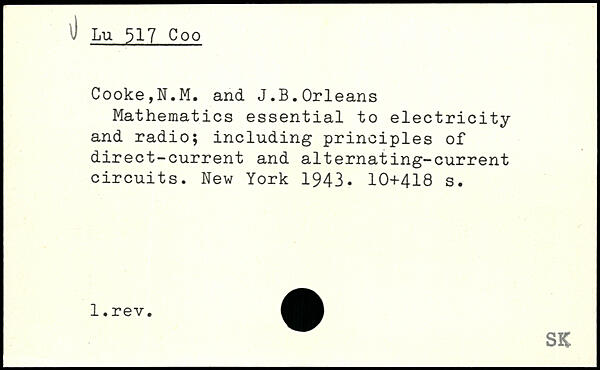 Lu 517 Coo
Cooke,N.M. and J.B.Orleans
Mathematics essential to electricity
and radio; including principles of
direct-current and alternating-current
circuits. New York 1943. 10+418 s.
1.rev.
SK